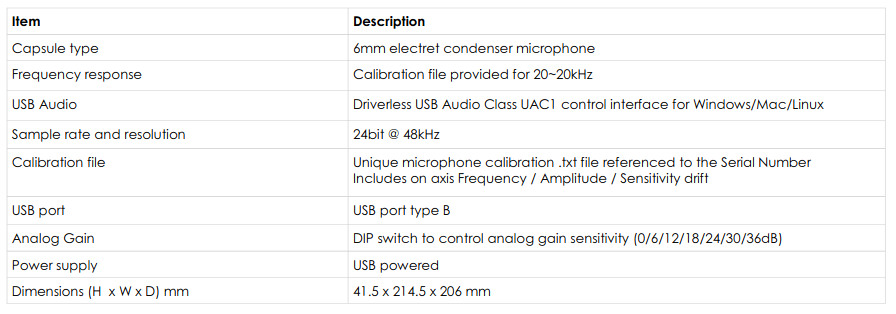 Item Description
Capsule type 6mm electret condenser microphone
Frequency response Calibration file provided for 20~20kHz
USB Audio Driverless USB Audio Class UAC1 control interface for Windows/Mac/Linux
Sample rate and resolution 24bit @ 48kHz
Calibration file Unique microphone calibration .txt file referenced to the Serial Number
Includes on axis Frequency / Amplitude / Sensitivity drift
USB port USB port type B
Analog Gain DIP switch to control analog gain sensitivity (0/6/12/18/24/30/36dB)
Power supply USB powered
Dimensions (H x W x D) mm 41.5 x 214.5 x 206 mm